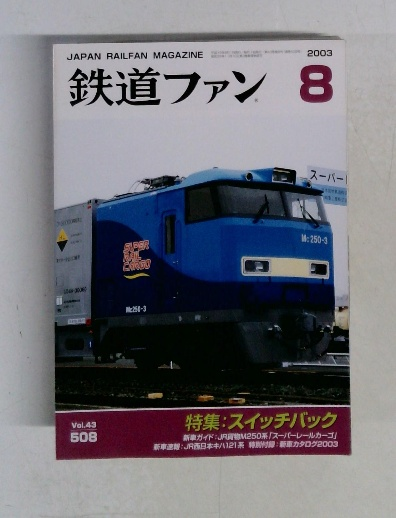 JAPAN RAILFAN MAGAZINE
2003
鉄道ファン
8
スーパー
SUPER
RAIL
CARGO
Mc250-3
Mc250-3
Vol.43
508
特集:スイッチバック
新車ガイド:JR貨物M250系「スーパーレールカーゴ」
新車速報:JR西日本キハ121系 特別付録:新車カタログ2003